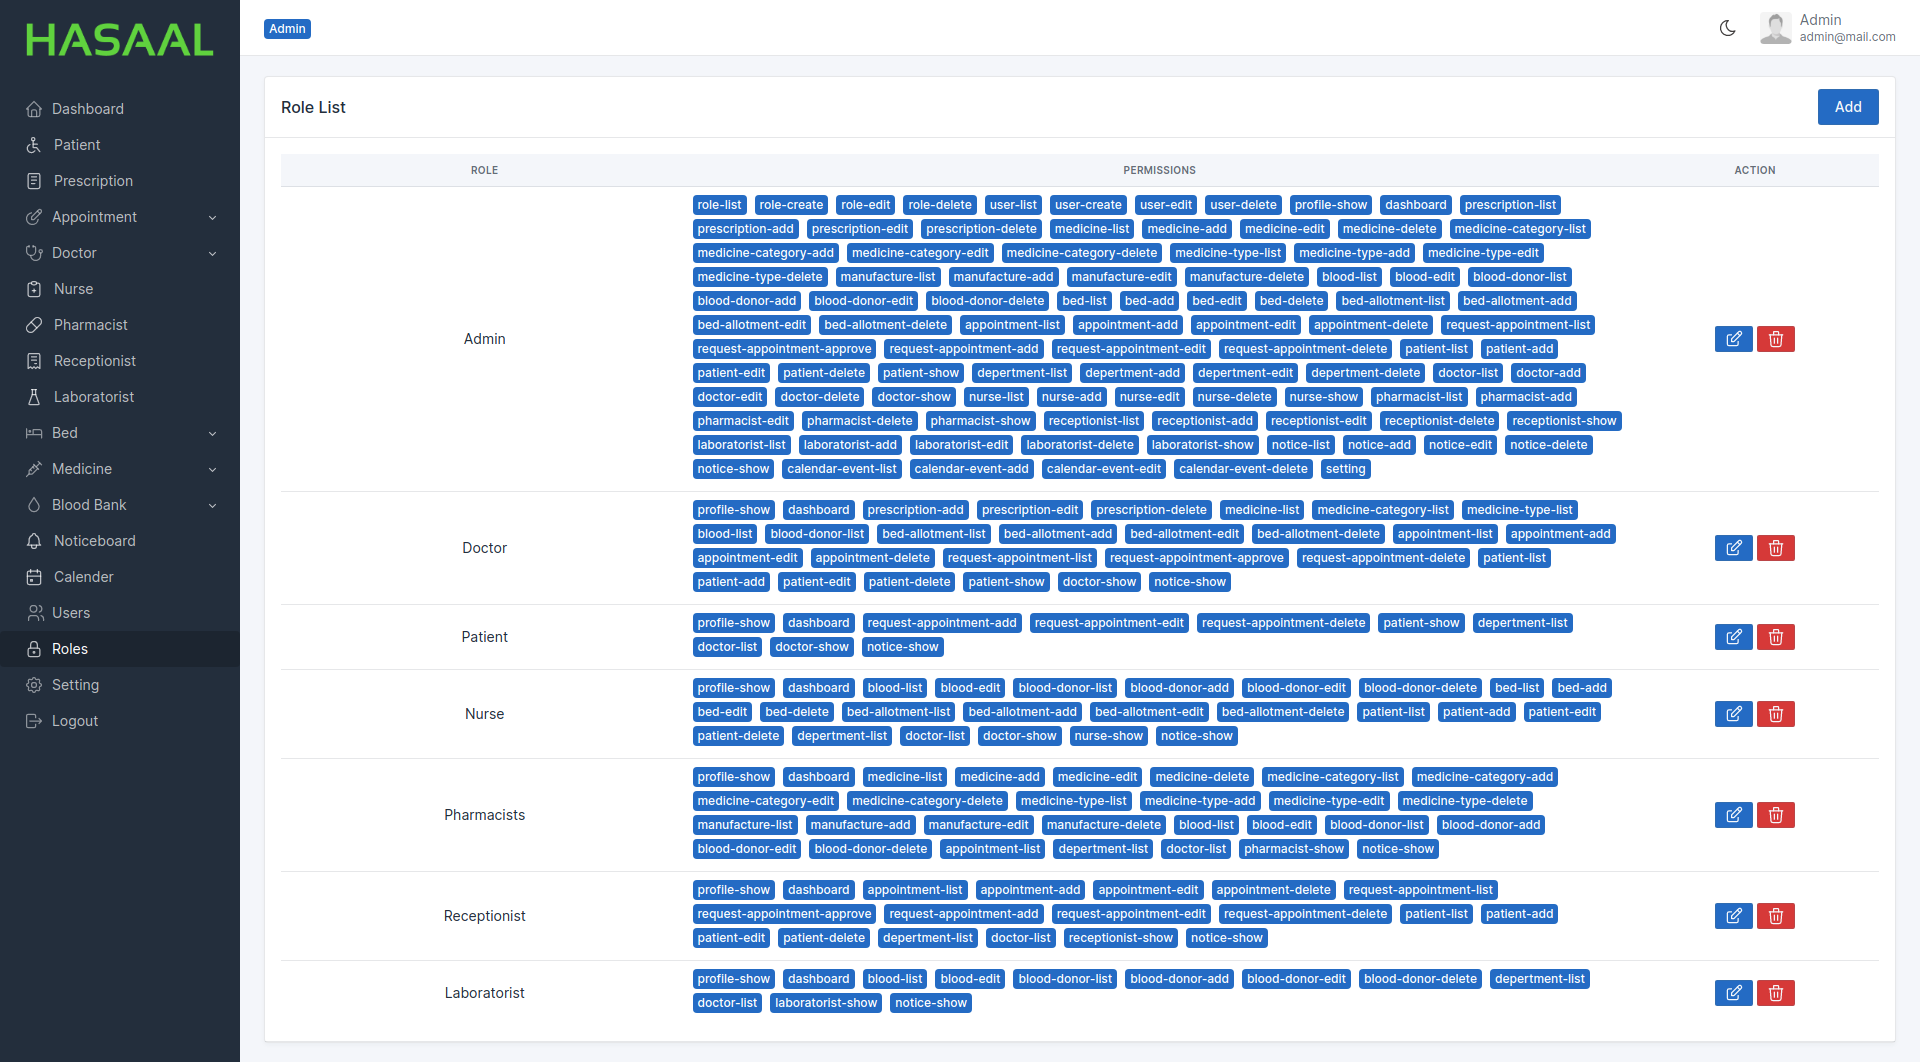 HASAAL
Dashboard
Patient
Prescription
Appointment
Doctor
Nurse
Pharmacist
Receptionist
Laboratorist
Bed
Medicine
Blood Bank
Noticeboard
Calender
Users
Roles
Setting
Logout
Admin
Admin
admin@mail.com
Role List
Add
ROLE PERMISSIONS ACTION
Admin
role-list role-create role-edit role-delete user-list user-create user-edit user-delete profile-show dashboard prescription-list
prescription-add prescription-edit prescription-delete medicine-list medicine-add medicine-edit medicine-delete medicine-category-list
medicine-category-add medicine-category-edit medicine-category-delete medicine-type-list medicine-type-add medicine-type-edit
medicine-type-delete manufacture-list manufacture-add manufacture-edit manufacture-delete blood-list blood-edit blood-donor-list
blood-donor-add blood-donor-edit blood-donor-delete bed-list bed-add bed-edit bed-delete bed-allotment-list bed-allotment-add
bed-allotment-edit bed-allotment-delete appointment-list appointment-add appointment-edit appointment-delete request-appointment-list
request-appointment-approve request-appointment-add request-appointment-edit request-appointment-delete patient-list patient-add
patient-edit patient-delete patient-show depertment-list depertment-add depertment-edit depertment-delete doctor-list doctor-add
doctor-edit doctor-delete doctor-show nurse-list nurse-add nurse-edit nurse-delete nurse-show pharmacist-list pharmacist-add
pharmacist-edit pharmacist-delete pharmacist-show receptionist-list receptionist-add receptionist-edit receptionist-delete receptionist-show
laboratorist-list laboratorist-add laboratorist-edit laboratorist-delete laboratorist-show notice-list notice-add notice-edit notice-delete
notice-show calendar-event-list calendar-event-add calendar-event-edit calendar-event-delete setting
Doctor
profile-show dashboard prescription-add prescription-edit prescription-delete medicine-list medicine-category-list medicine-type-list
blood-list blood-donor-list bed-allotment-list bed-allotment-add bed-allotment-edit bed-allotment-delete appointment-list appointment-add
appointment-edit appointment-delete request-appointment-list request-appointment-approve request-appointment-delete patient-list
patient-add patient-edit patient-delete patient-show doctor-show notice-show
Patient
profile-show dashboard request-appointment-add request-appointment-edit request-appointment-delete patient-show depertment-list
doctor-list doctor-show notice-show
Nurse
profile-show dashboard blood-list blood-edit blood-donor-list blood-donor-add blood-donor-edit blood-donor-delete bed-list bed-add
bed-edit bed-delete bed-allotment-list bed-allotment-add bed-allotment-edit bed-allotment-delete patient-list patient-add patient-edit
patient-delete depertment-list doctor-list doctor-show nurse-show notice-show
Pharmacists
profile-show dashboard medicine-list medicine-add medicine-edit medicine-delete medicine-category-list medicine-category-add
medicine-category-edit medicine-category-delete medicine-type-list medicine-type-add medicine-type-edit medicine-type-delete
manufacture-list manufacture-add manufacture-edit manufacture-delete blood-list blood-edit blood-donor-list blood-donor-add
blood-donor-edit blood-donor-delete appointment-list depertment-list doctor-list pharmacist-show notice-show
Receptionist
profile-show dashboard appointment-list appointment-add appointment-edit appointment-delete request-appointment-list
request-appointment-approve request-appointment-add request-appointment-edit request-appointment-delete patient-list patient-add
patient-edit patient-delete depertment-list doctor-list receptionist-show notice-show
Laboratorist
profile-show dashboard blood-list blood-edit blood-donor-list blood-donor-add blood-donor-edit blood-donor-delete depertment-list
doctor-list laboratorist-show notice-show